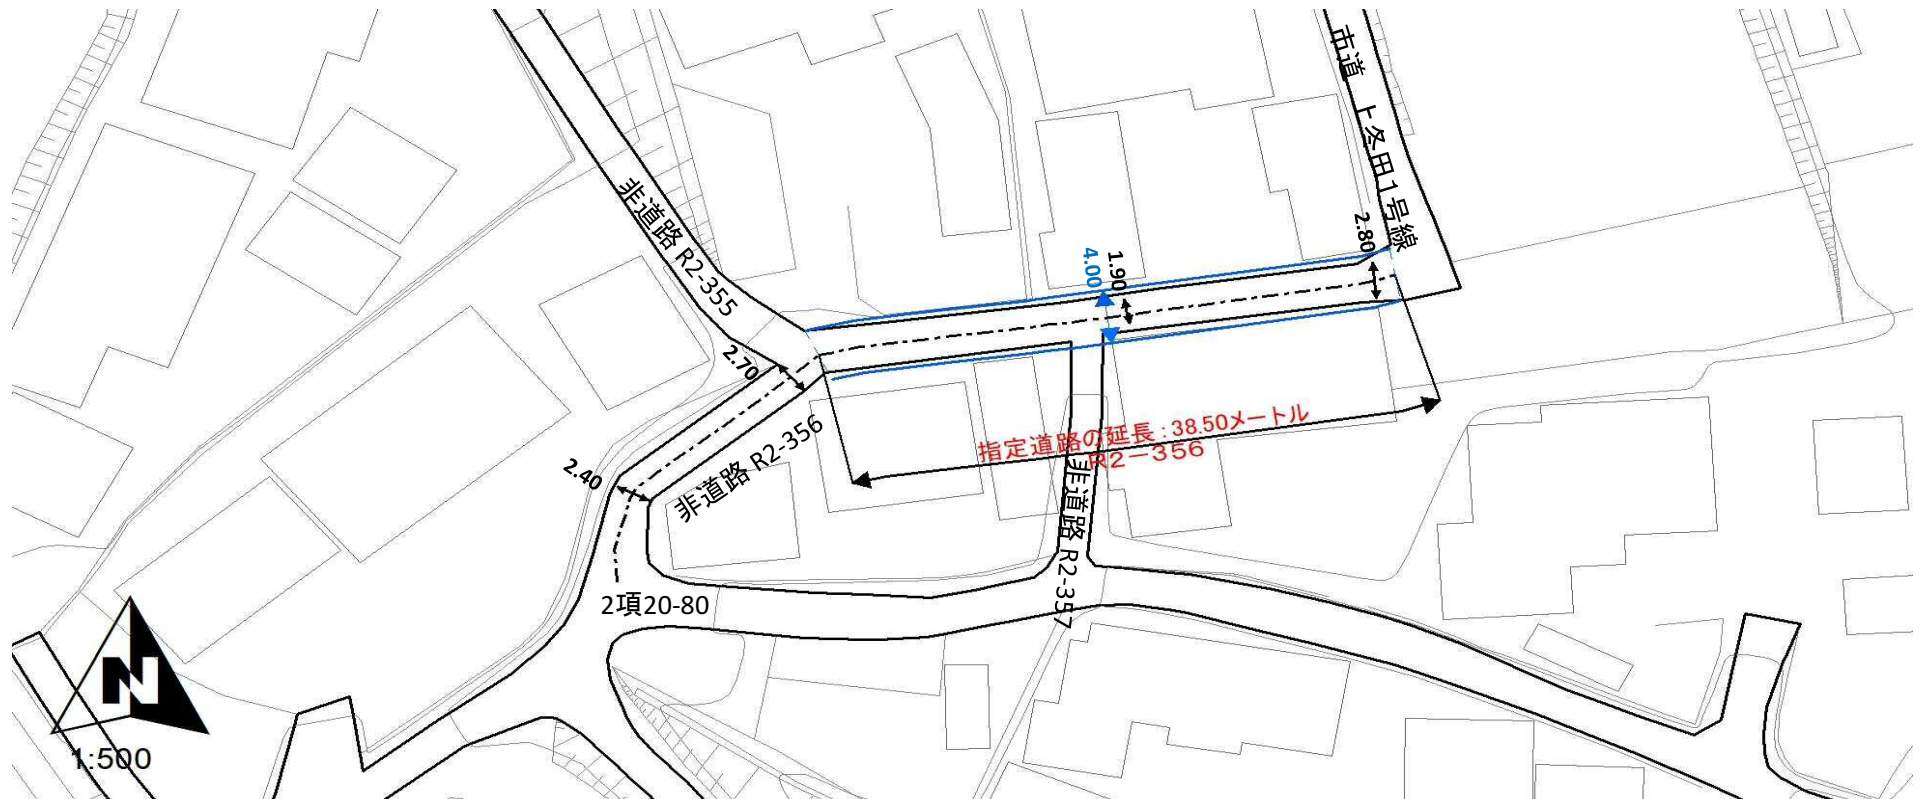 市道 上冬田1号線
非道路 R2-355
2.80
1.90
4.00
2.70
指定道路の延長：38.50メートル
R2－356
非道路 R2-356
2.40
非道路 R2-357
2項20-80
N
1:500